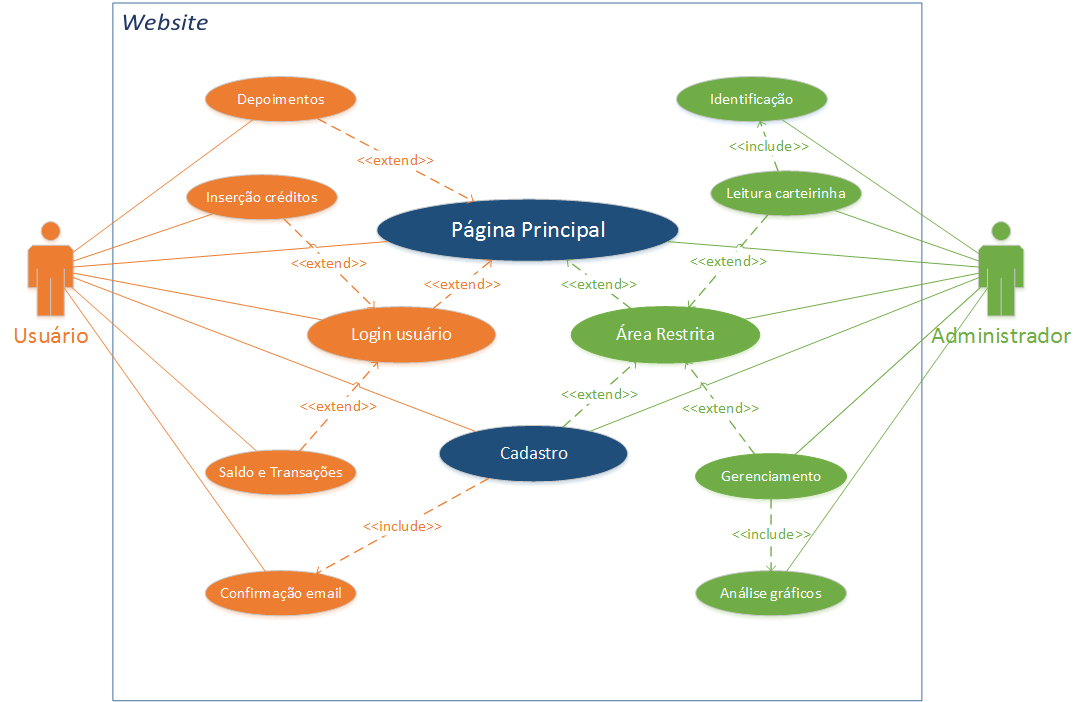 Website
Depoimentos
Identificação
<<extend>>
<<include>>
Inserção créditos
Leitura carteirinha
Página Principal
<<extend>>
<<extend>>
<<extend>>
<<extend>>
Usuário
Login usuário
Área Restrita
Administrador
<<extend>>
<<extend>>
<<extend>>
Cadastro
Saldo e Transações
Gerenciamento
<<include>>
<<include>>
Confirmação email
Análise gráficos